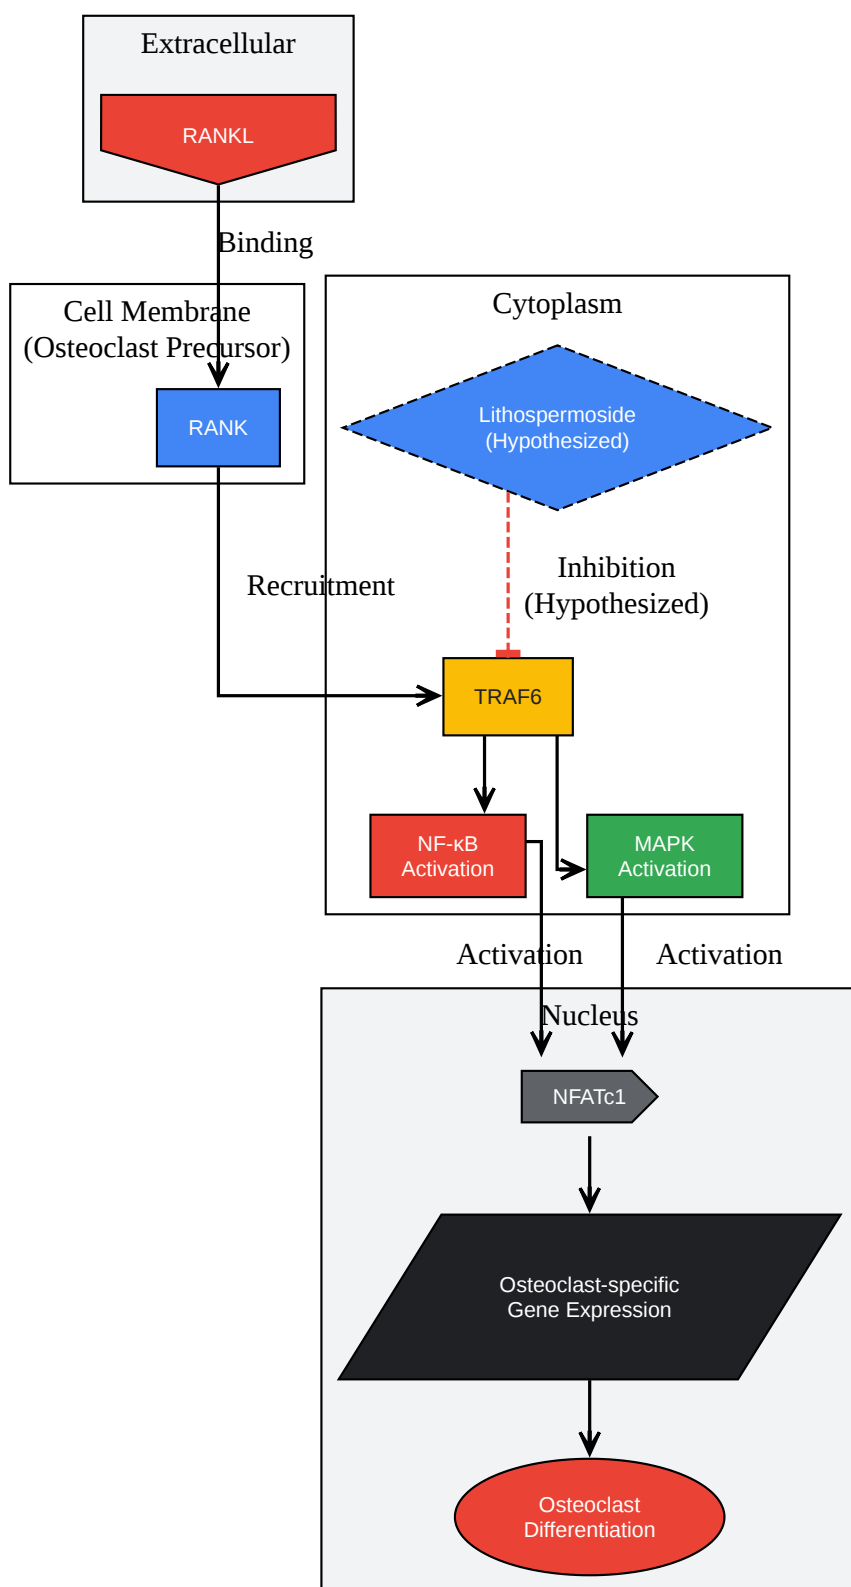 Extracellular
RANKL
Binding
Cell Membrane
(Osteoclast Precursor)
RANK
Cytoplasm
Lithospermoside
(Hypothesized)
Recruitment
Inhibition
(Hypothesized)
TRAF6
NF-κB
Activation
MAPK
Activation
Activation
Activation
Nucleus
NFATc1
Osteoclast-specific
Gene Expression
Osteoclast
Differentiation